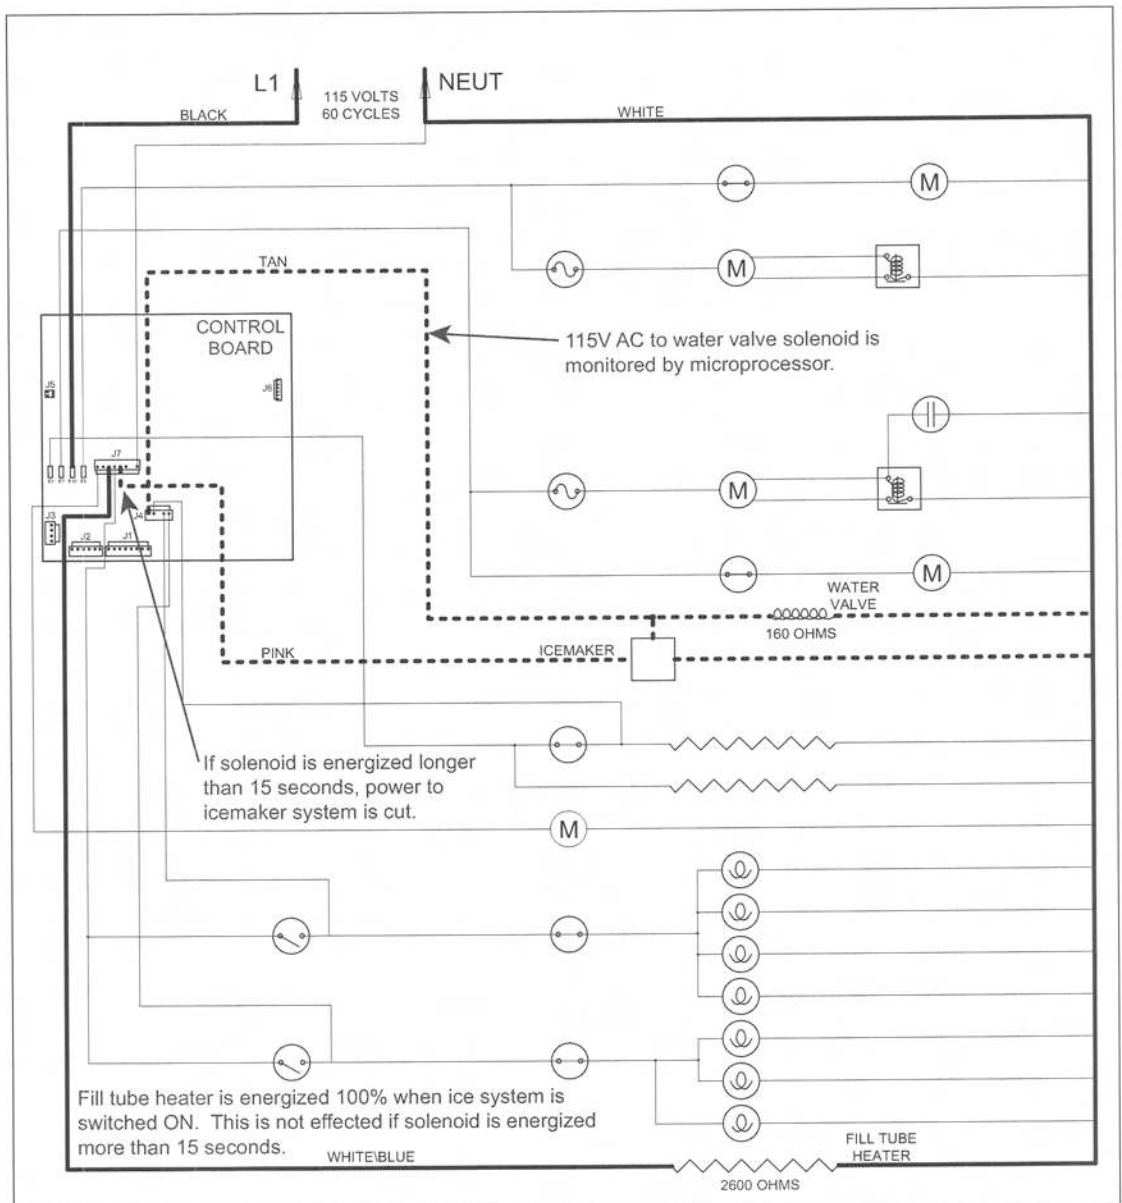 L1
NEUT
115 VOLTS
60 CYCLES
BLACK
WHITE
M
M
TAN
CONTROL
BOARD
115V AC to water valve solenoid is
monitored by microprocessor.
J5
J6
J7
M
J4
J3
J2
J1
M
WATER
VALVE
160 OHMS
PINK
ICEMAKER
If solenoid is energized longer
than 15 seconds, power to
icemaker system is cut.
M
Fill tube heater is energized 100% when ice system is
switched ON. This is not effected if solenoid is energized
more than 15 seconds.
WHITE\BLUE
FILL TUBE
HEATER
2600 OHMS